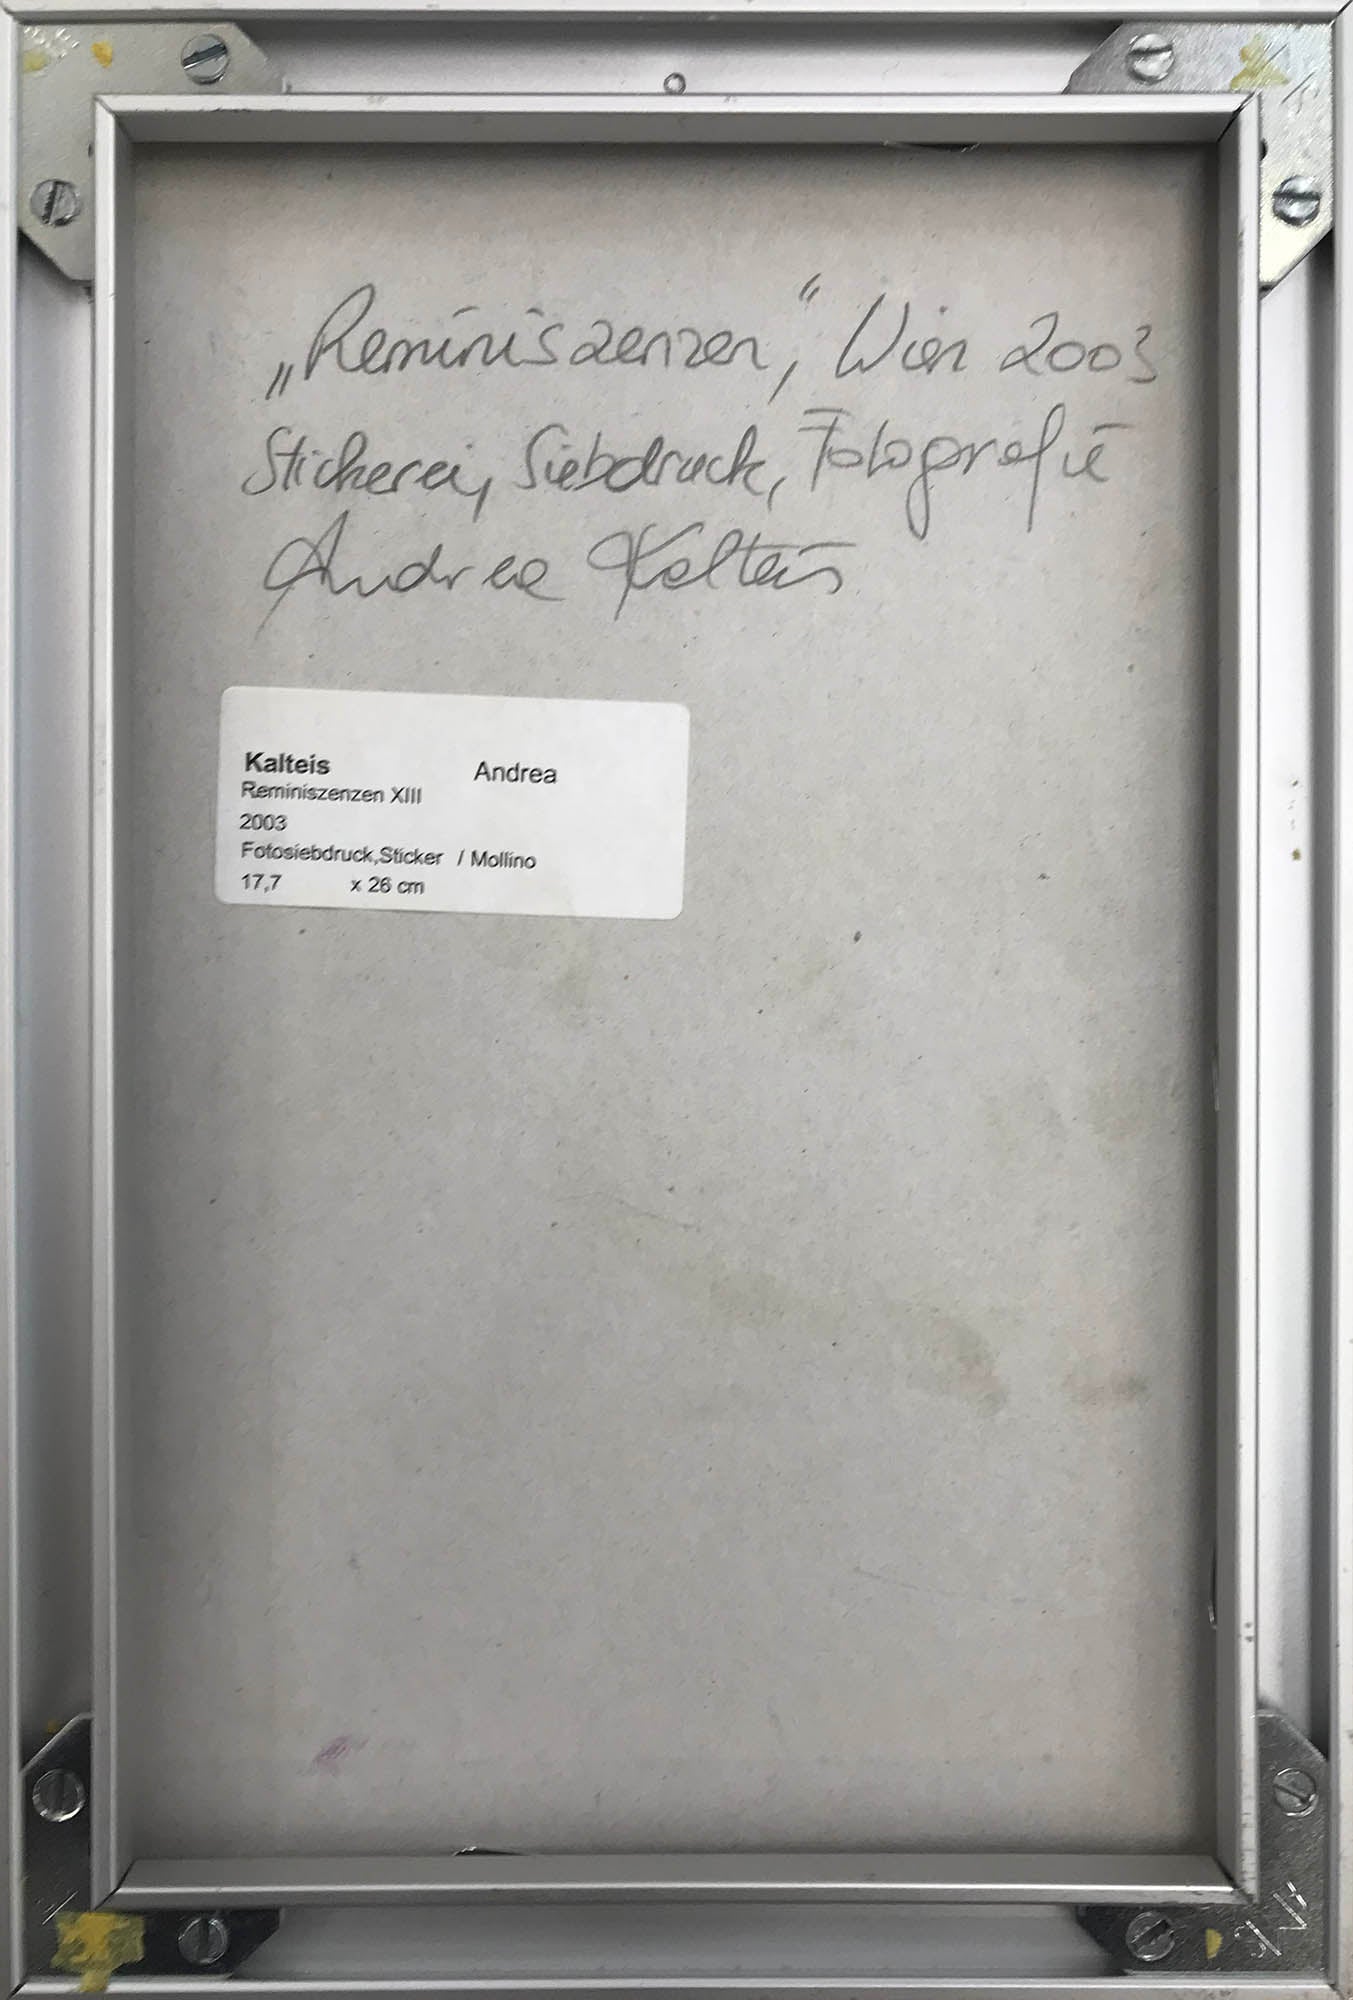 „Reminiszenzen“, Wien 2003
Stickerei, Siebdruck, Fotografie
Andrea Kalteis
Kalteis Andrea
Reminiszenzen XIII
2003
Fotosiebdruck,Sticker / Mollino
17,7 x 26 cm